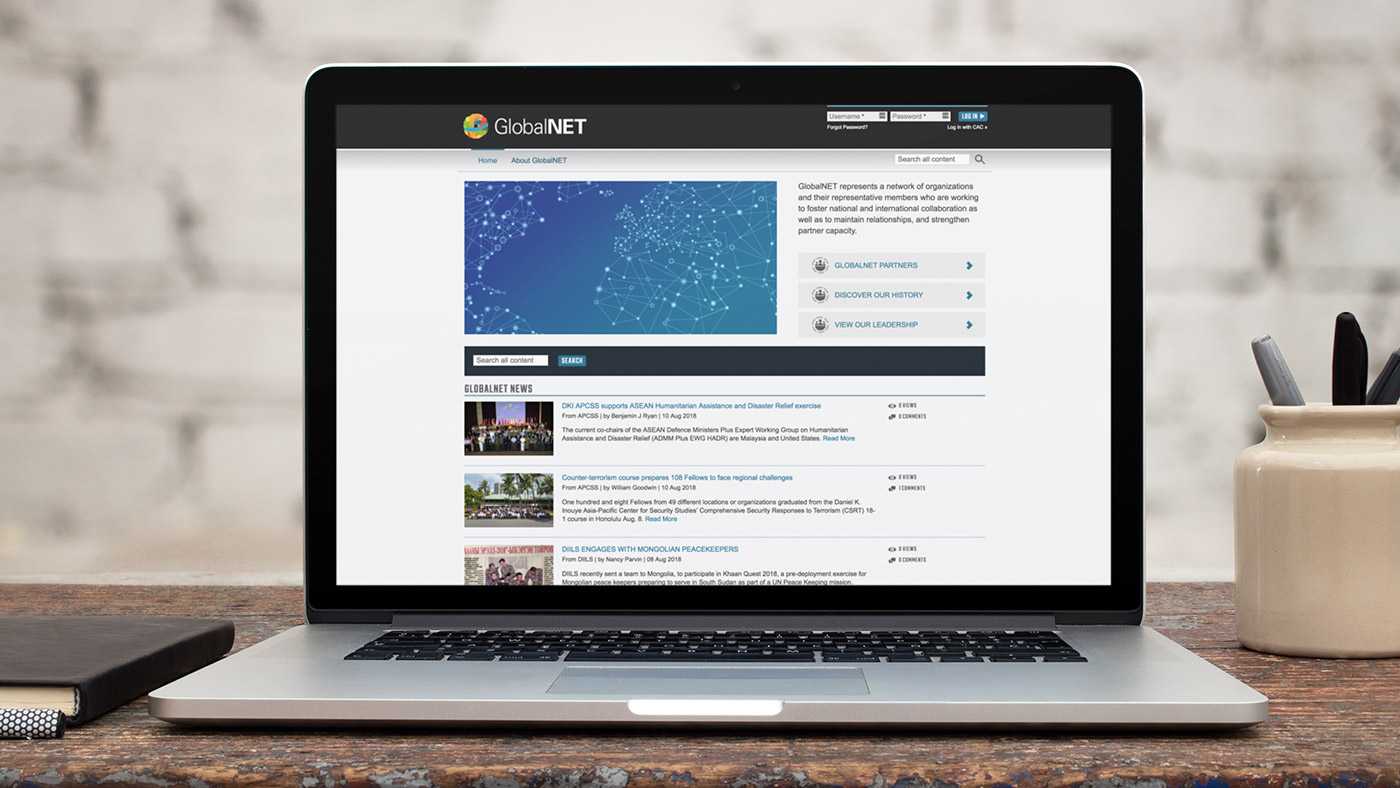 GlobalNET
Username *
Password *
LOG IN
Forgot Password?
Log in with CAC »
Home
About GlobalNET
Search all content
GlobalNET represents a network of organizations
and their representative members who are working
to foster national and international collaboration as
well as to maintain relationships, and strengthen
partner capacity.
GLOBALNET PARTNERS
DISCOVER OUR HISTORY
VIEW OUR LEADERSHIP
Search all content
SEARCH
GLOBALNET NEWS
DKI APCSS supports ASEAN Humanitarian Assistance and Disaster Relief exercise
From APCSS | by Benjamin J Ryan | 10 Aug 2018
The current co-chairs of the ASEAN Defence Ministers Plus Expert Working Group on Humanitarian
Assistance and Disaster Relief (ADMM Plus EWG HADR) are Malaysia and United States. Read More
0 VIEWS
0 COMMENTS
Counter-terrorism course prepares 108 Fellows to face regional challenges
From APCSS | by William Goodwin | 10 Aug 2018
One hundred and eight Fellows from 49 different locations or organizations graduated from the Daniel K.
Inouye Asia-Pacific Center for Security Studies' Comprehensive Security Responses to Terrorism (CSRT) 18-
1 course in Honolulu Aug. 8. Read More
0 VIEWS
1 COMMENTS
DIILS ENGAGES WITH MONGOLIAN PEACEKEEPERS
From DIILS | by Nancy Parvin | 08 Aug 2018
DIILS recently sent a team to Mongolia, to participate in Khaan Quest 2018, a pre-deployment exercise for
Mongolian peace keepers preparing to serve in South Sudan as part of a UN Peace Keeping mission.
0 VIEWS
0 COMMENTS